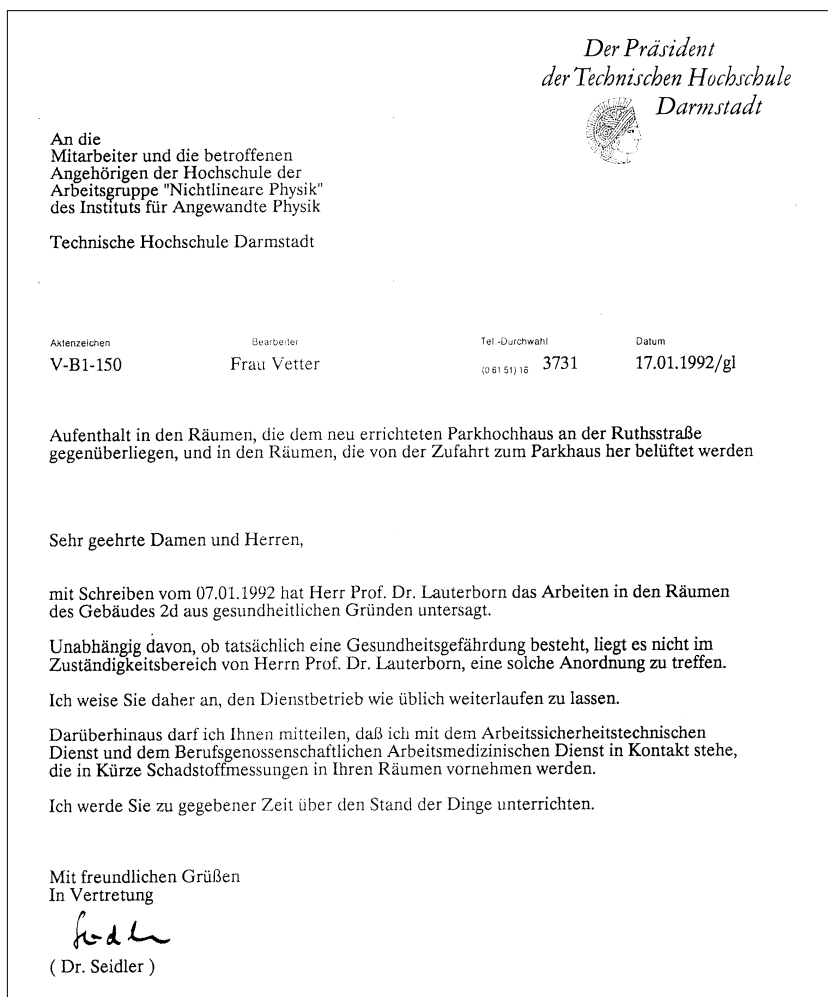 Der Präsident
der Technischen Hochschule
Darmstadt
An die
Mitarbeiter und die betroffenen
Angehörigen der Hochschule der
Arbeitsgruppe "Nichtlineare Physik"
des Instituts für Angewandte Physik
Technische Hochschule Darmstadt
Aktenzeichen Bearbeiter Tel.-Durchwahl Datum
V-B1-150 Frau Vetter (0 61 51) 16 3731 17.01.1992/gl
Aufenthalt in den Räumen, die dem neu errichteten Parkhochhaus an der Ruthsstraße
gegenüberliegen, und in den Räumen, die von der Zufahrt zum Parkhaus her belüftet werden
Sehr geehrte Damen und Herren,
mit Schreiben vom 07.01.1992 hat Herr Prof. Dr. Lauterborn das Arbeiten in den Räumen
des Gebäudes 2d aus gesundheitlichen Gründen untersagt.
Unabhängig davon, ob tatsächlich eine Gesundheitsgefährdung besteht, liegt es nicht im
Zuständigkeitsbereich von Herrn Prof. Dr. Lauterborn, eine solche Anordnung zu treffen.
Ich weise Sie daher an, den Dienstbetrieb wie üblich weiterlaufen zu lassen.
Darüberhinaus darf ich Ihnen mitteilen, daß ich mit dem Arbeitssicherheitstechnischen
Dienst und dem Berufsgenossenschaftlichen Arbeitsmedizinischen Dienst in Kontakt stehe,
die in Kürze Schadstoffmessungen in Ihren Räumen vornehmen werden.
Ich werde Sie zu gegebener Zeit über den Stand der Dinge unterrichten.
Mit freundlichen Grüßen
In Vertretung
( Dr. Seidler )